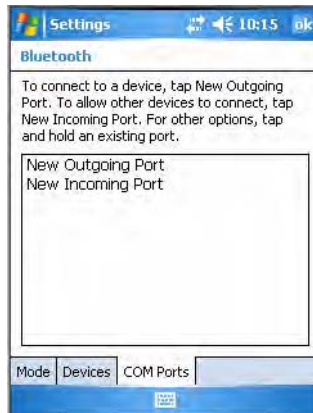 Settings 10:15 ok
Bluetooth
To connect to a device, tap New Outgoing
Port. To allow other devices to connect, tap
New Incoming Port. For other options, tap
and hold an existing port.
New Outgoing Port
New Incoming Port
Mode Devices COM Ports